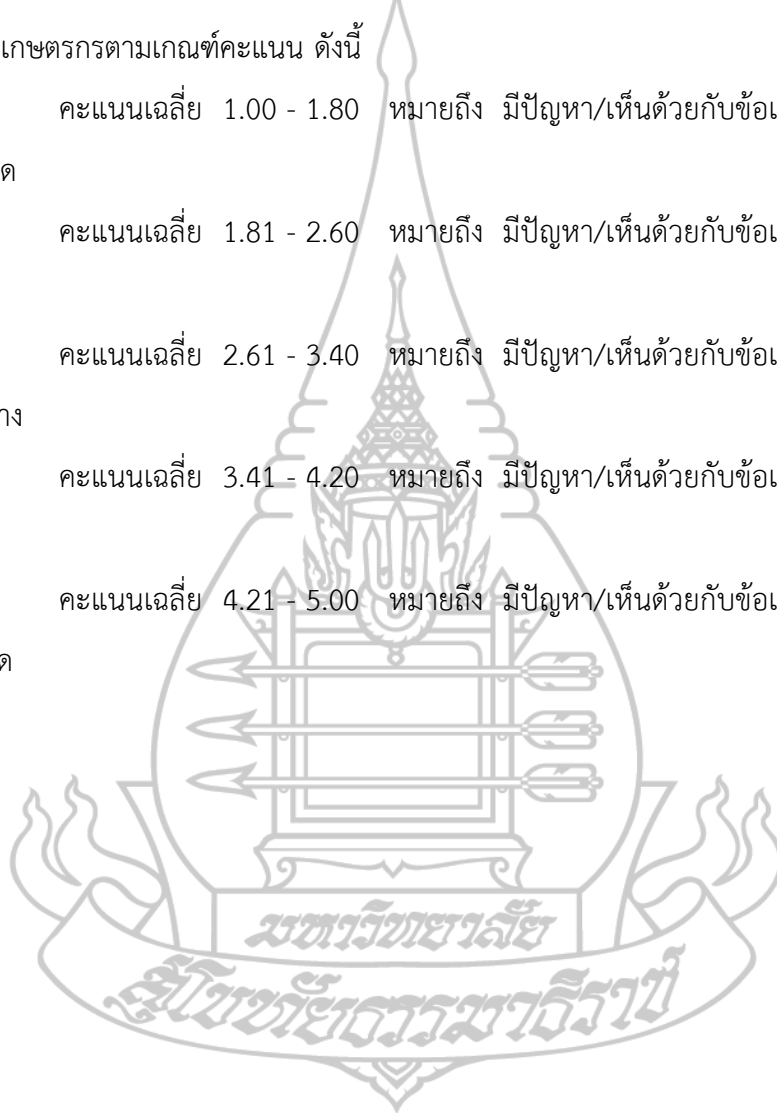 เกษตรกรตามเกณฑ์คะแนน ดังนี้
คะแนนเฉลี่ย 1.00 - 1.80 หมายถึง มีปัญหา/เห็นด้วยกับข้อเ
ด
คะแนนเฉลี่ย 1.81 - 2.60 หมายถึง มีปัญหา/เห็นด้วยกับข้อเ
คะแนนเฉลี่ย 2.61 - 3.40 หมายถึง มีปัญหา/เห็นด้วยกับข้อเ
าง
คะแนนเฉลี่ย 3.41 - 4.20 หมายถึง มีปัญหา/เห็นด้วยกับข้อเ
คะแนนเฉลี่ย 4.21 - 5.00 หมายถึง มีปัญหา/เห็นด้วยกับข้อเ
ด
มหาวิทยาลัย
สุโขทัยธรรมาธิราช